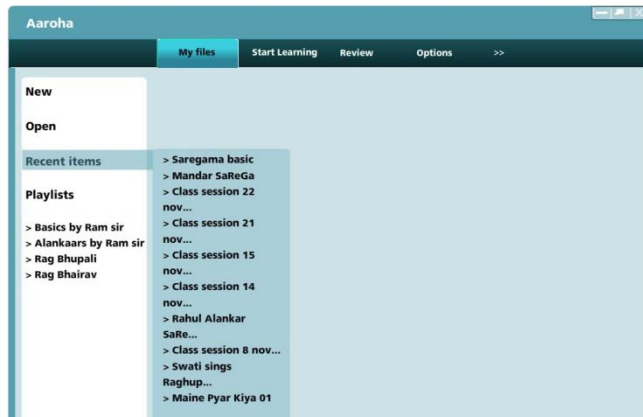 Aaroha
My files
Start Learning
Review
Options
>>
New
Open
Recent items
Playlists
> Basics by Ram sir
> Alankaars by Ram sir
> Rag Bhupali
> Rag Bhairav
> Saregama basic
> Mandar SaReGa
> Class session 22
nov...
> Class session 21
nov...
> Class session 15
nov...
> Class session 14
nov...
> Rahul Alankar
SaRe...
> Class session 8 nov...
> Swati sings
Raghup...
> Maine Pyar Kiya 01